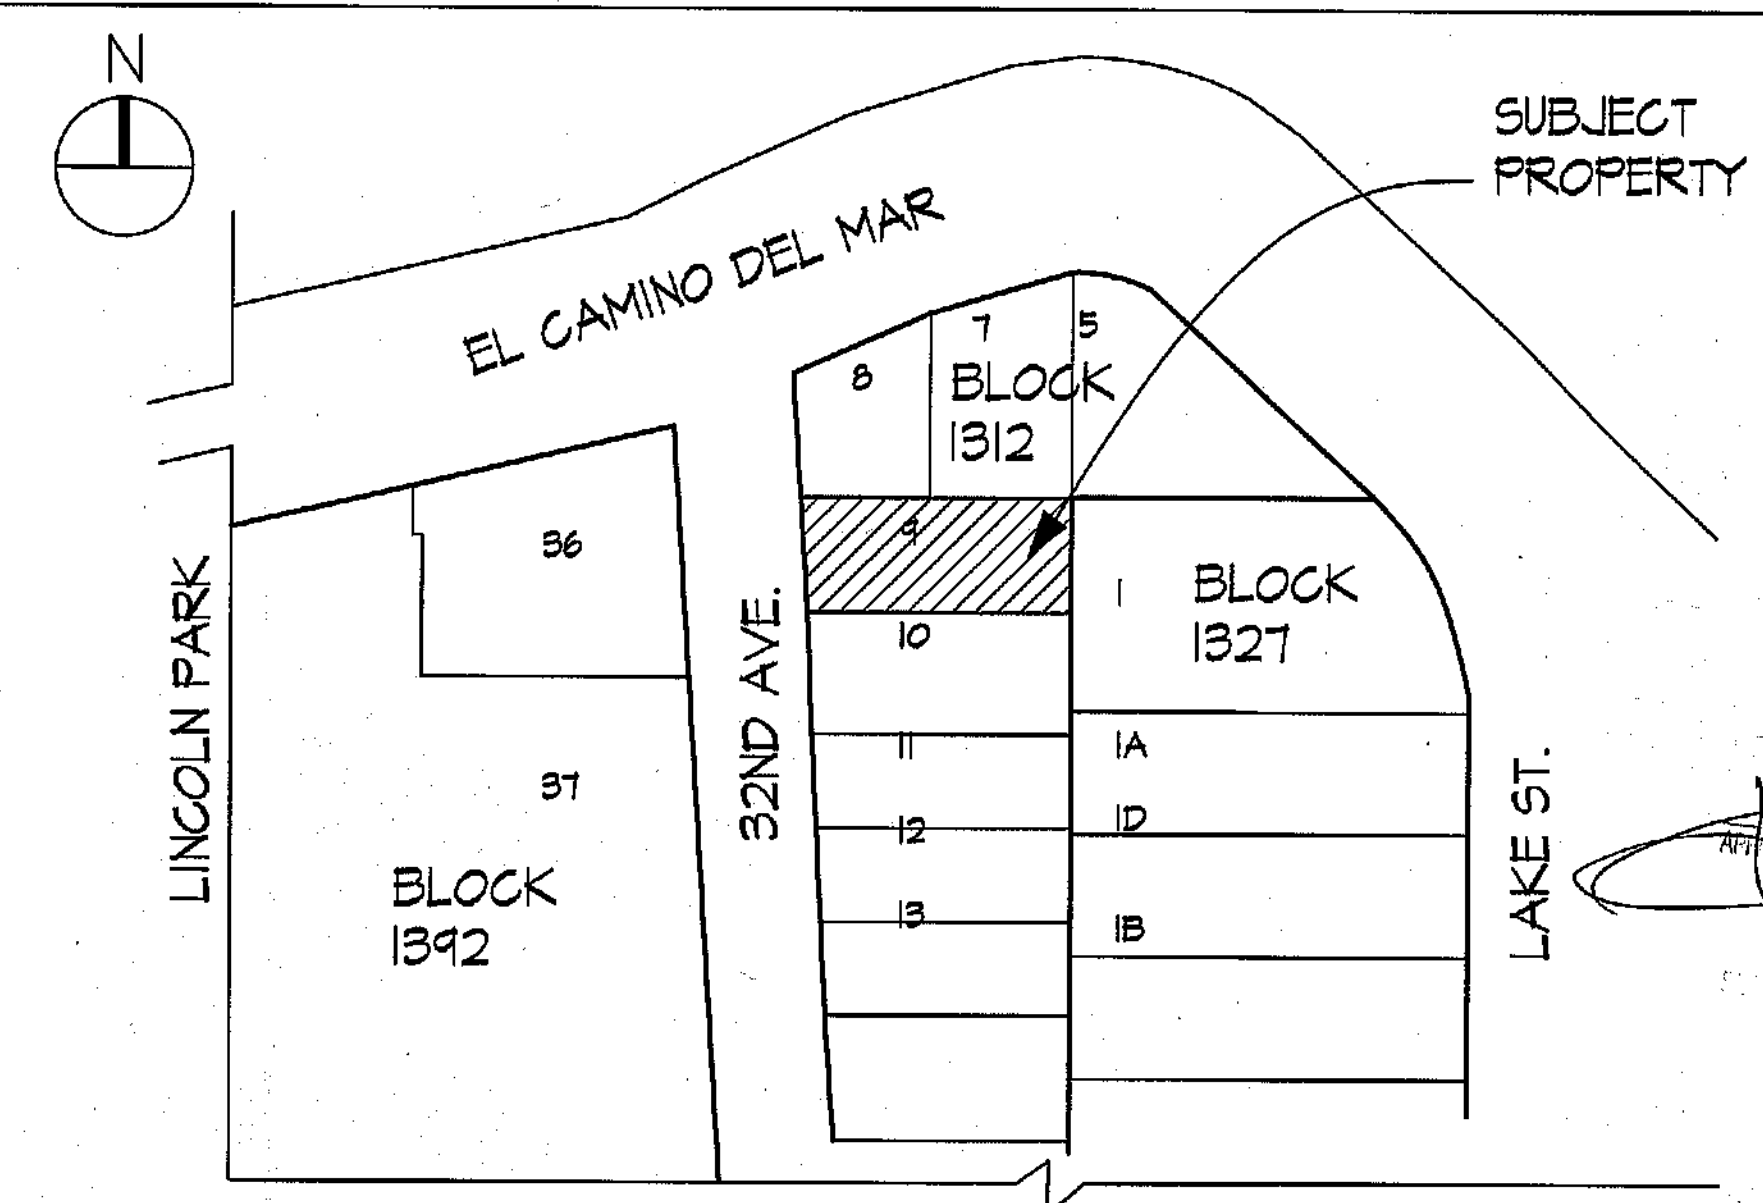 N
SUBJECT
PROPERTY
EL CAMINO DEL MAR
7
5
8
BLOCK
1312
9
36
1
BLOCK
1327
10
LINCOLN PARK
32ND AVE.
11
1A
37
12
1D
BLOCK
1392
13
1B
LAKE ST.